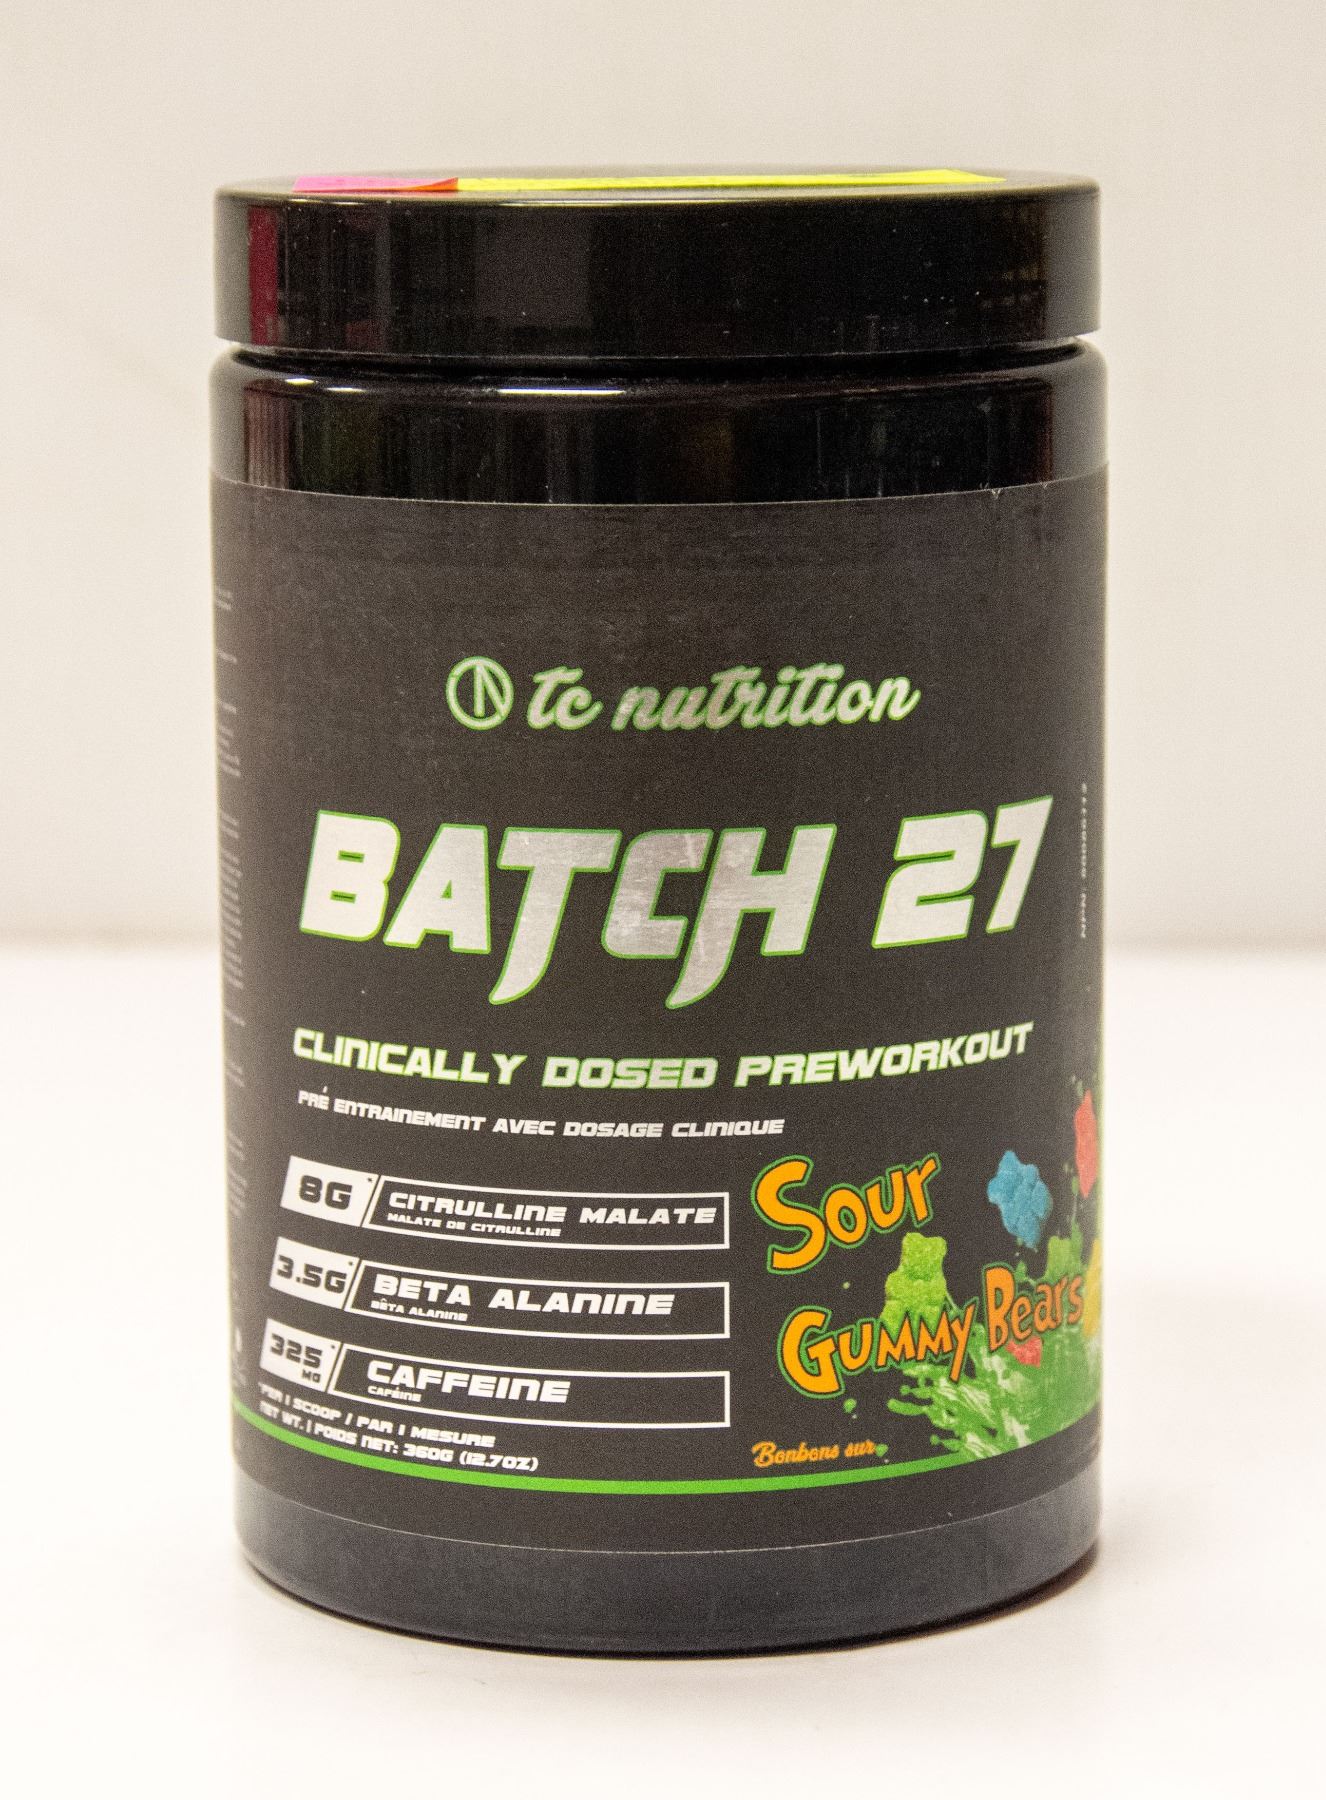 tc nutrition
BATCH 27
CLINICALLY DOSED PREWORKOUT
PRÉ ENTRAINEMENT AVEC DOSAGE CLINIQUE
8G* CITRULLINE MALATE
MALATE DE CITRULLINE
3.5G* BETA ALANINE
BÊTA ALANINE
325 MG* CAFFEINE
CAFÉINE
*PER 1 SCOOP / PAR 1 MESURE
NET WT. | POIDS NET: 360G (12.7OZ)
Sour
Gummy Bears
Bonbons sur
NPN